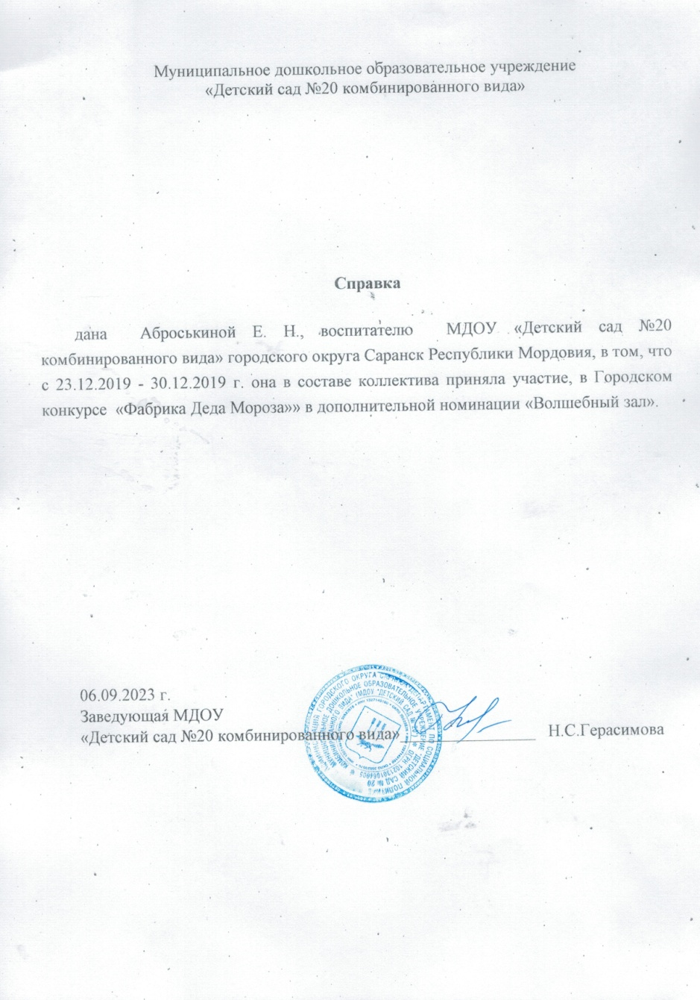 Муниципальное дошкольное образовательное учреждение
«Детский сад №20 комбинированного вида»
Справка
дана Аброськиной Е. Н., воспитателю МДОУ «Детский сад №20
комбинированного вида» городского округа Саранск Республики Мордовия, в том, что
с 23.12.2019 - 30.12.2019 г. она в составе коллектива приняла участие, в Городском
конкурсе «Фабрика Деда Мороза»» в дополнительной номинации «Волшебный зал».
06.09.2023 г.
Заведующая МДОУ
«Детский сад №20 комбинированного вида» Н.С.Герасимова